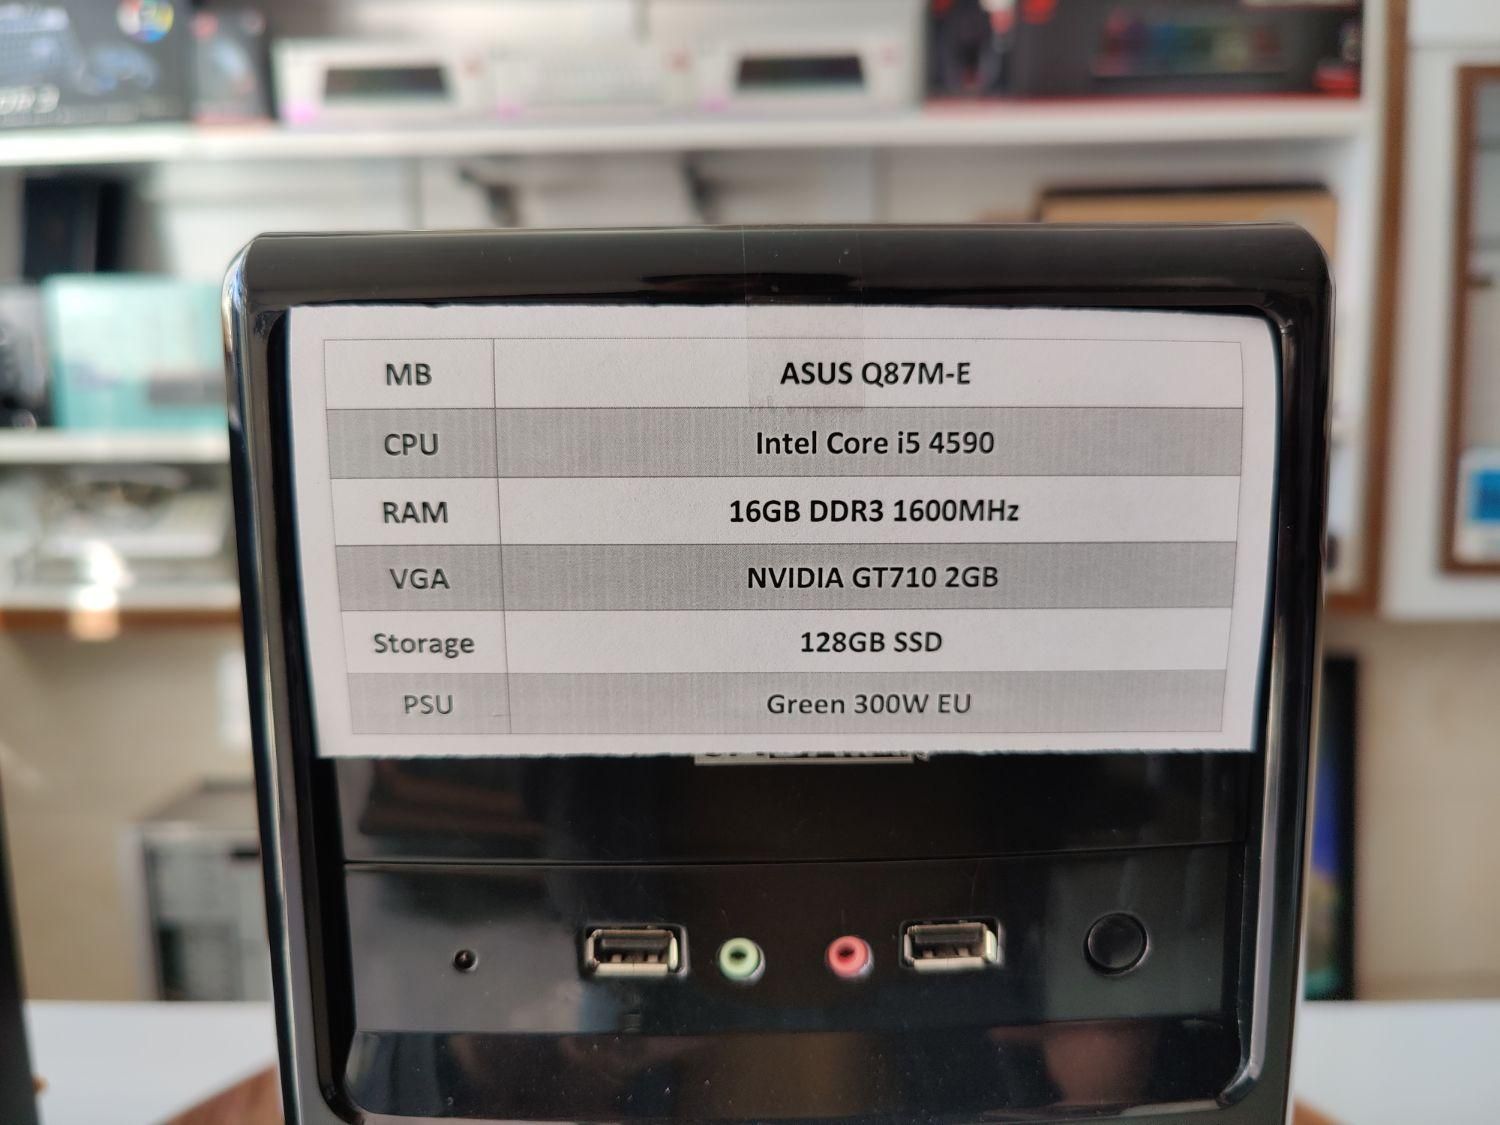 MB ASUS Q87M-E
CPU Intel Core i5 4590
RAM 16GB DDR3 1600MHz
VGA NVIDIA GT710 2GB
Storage 128GB SSD
PSU Green 300W EU